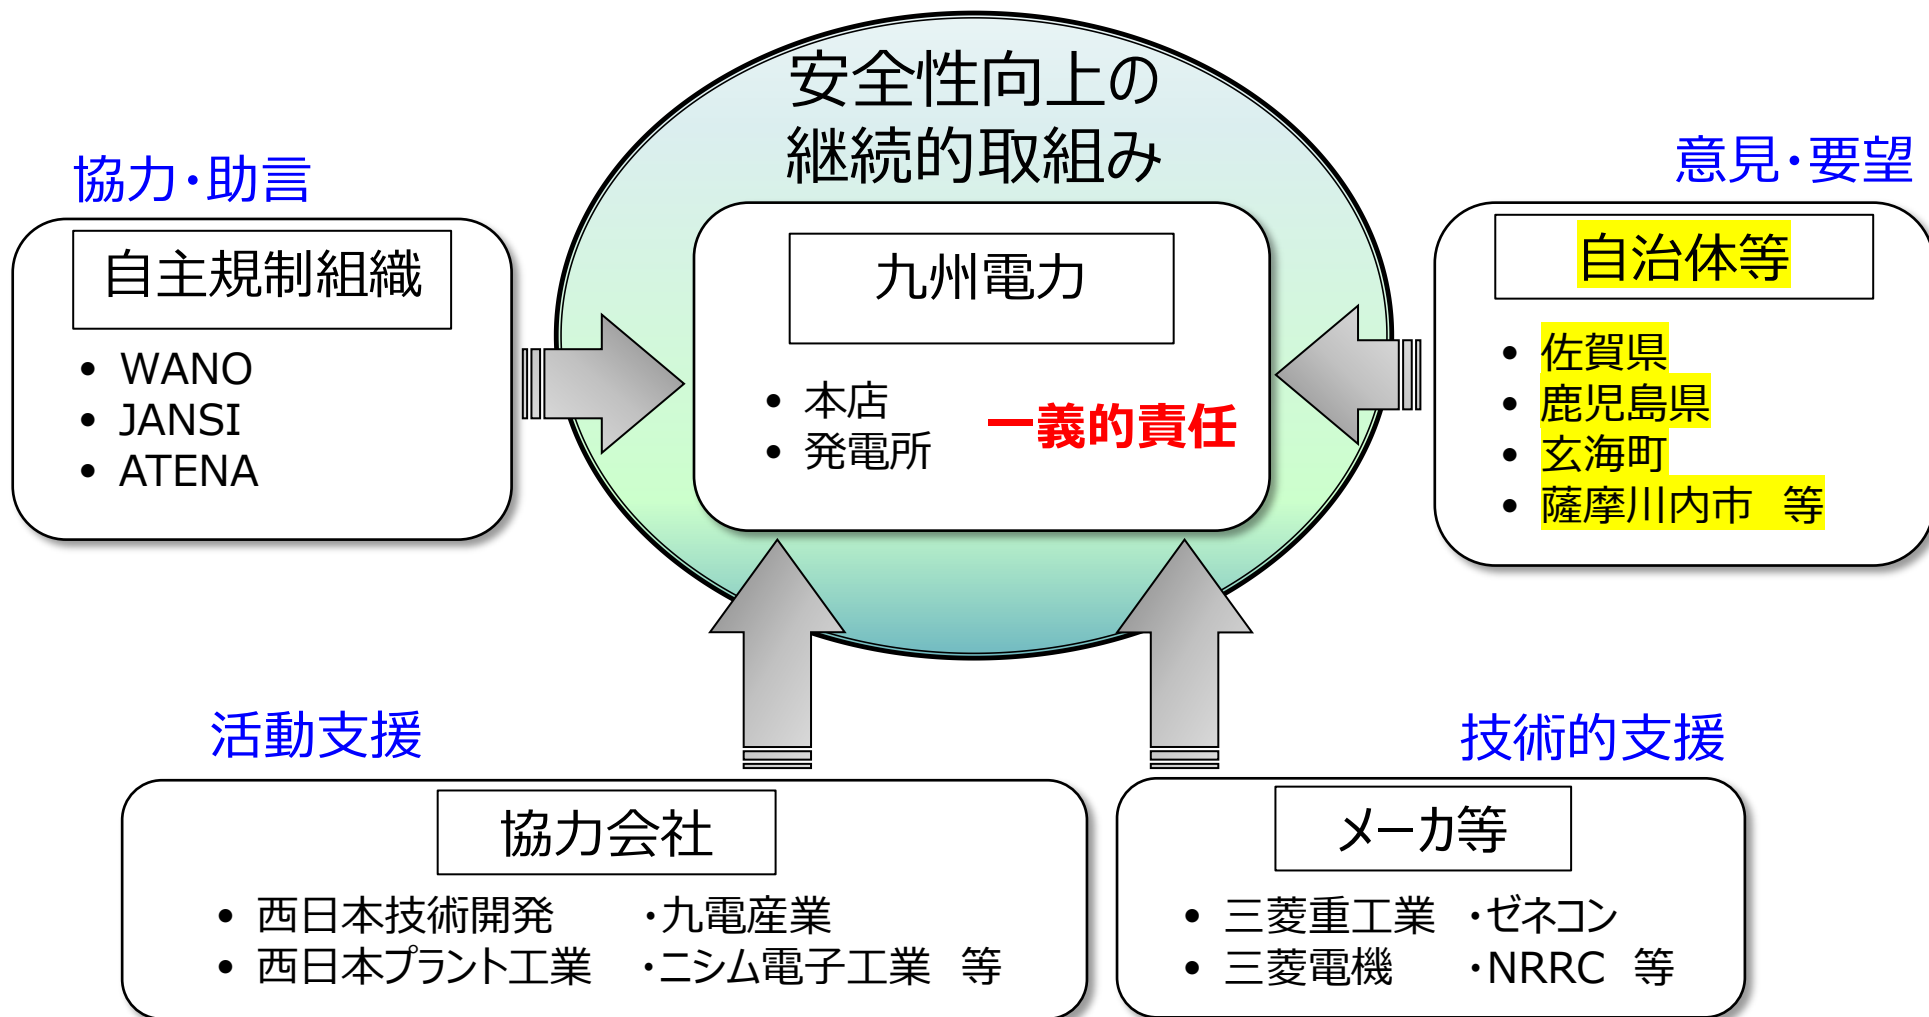 安全性向上の
継続的取組み
協力・助言
自主規制組織
• WANO
• JANSI
• ATENA
九州電力
• 本店
• 発電所
一義的責任
意見・要望
自治体等
• 佐賀県
• 鹿児島県
• 玄海町
• 薩摩川内市　等
活動支援
協力会社
• 西日本技術開発　・九電産業
• 西日本プラント工業　・ニシム電子工業　等
技術的支援
メーカ等
• 三菱重工業　・ゼネコン
• 三菱電機　・NRRC　等